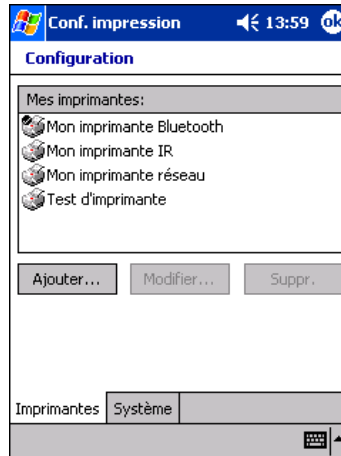 Conf. impression 13:59 ok
Configuration
Mes imprimantes:
Mon imprimante Bluetooth
Mon imprimante IR
Mon imprimante réseau
Test d'imprimante
Ajouter... Modifier... Suppr.
Imprimantes Système